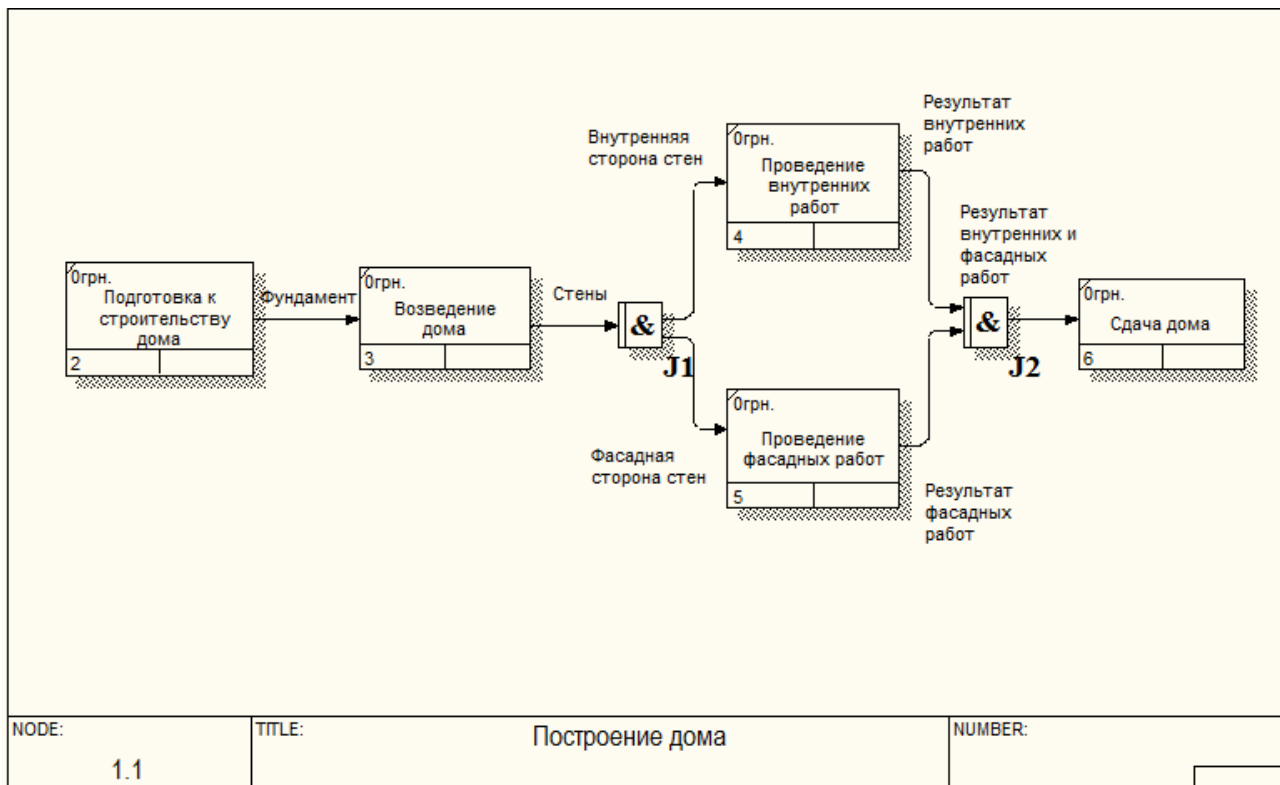 0грн.
Подготовка к
строительству
дома
2
Фундамент
0грн.
Возведение
дома
3
Стены
&
J1
Внутренняя
сторона стен
0грн.
Проведение
внутренних
работ
4
Результат
внутренних
работ
Фасадная
сторона стен
0грн.
Проведение
фасадных работ
5
Результат
фасадных
работ
Результат
внутренних и
фасадных
работ
&
J2
0грн.
Сдача дома
6
NODE:
1.1
TITLE:
Построение дома
NUMBER: